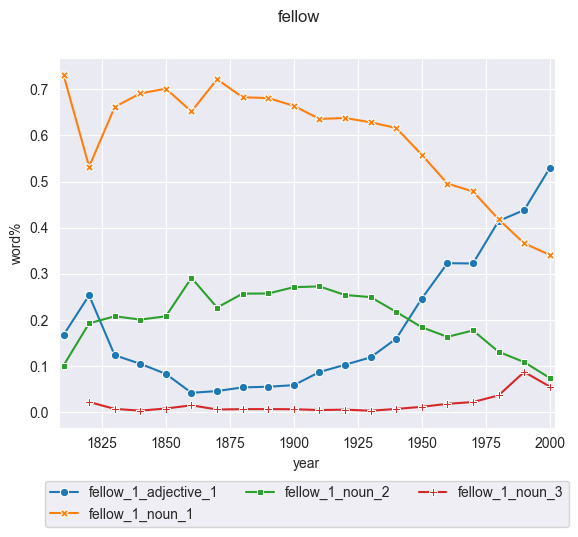 fellow
0.7
0.6
0.5
0.4
0.3
0.2
0.1
0.0
word%
1825 1850 1875 1900 1925 1950 1975 2000
year
fellow_1_adjective_1 fellow_1_noun_2 fellow_1_noun_3
fellow_1_noun_1